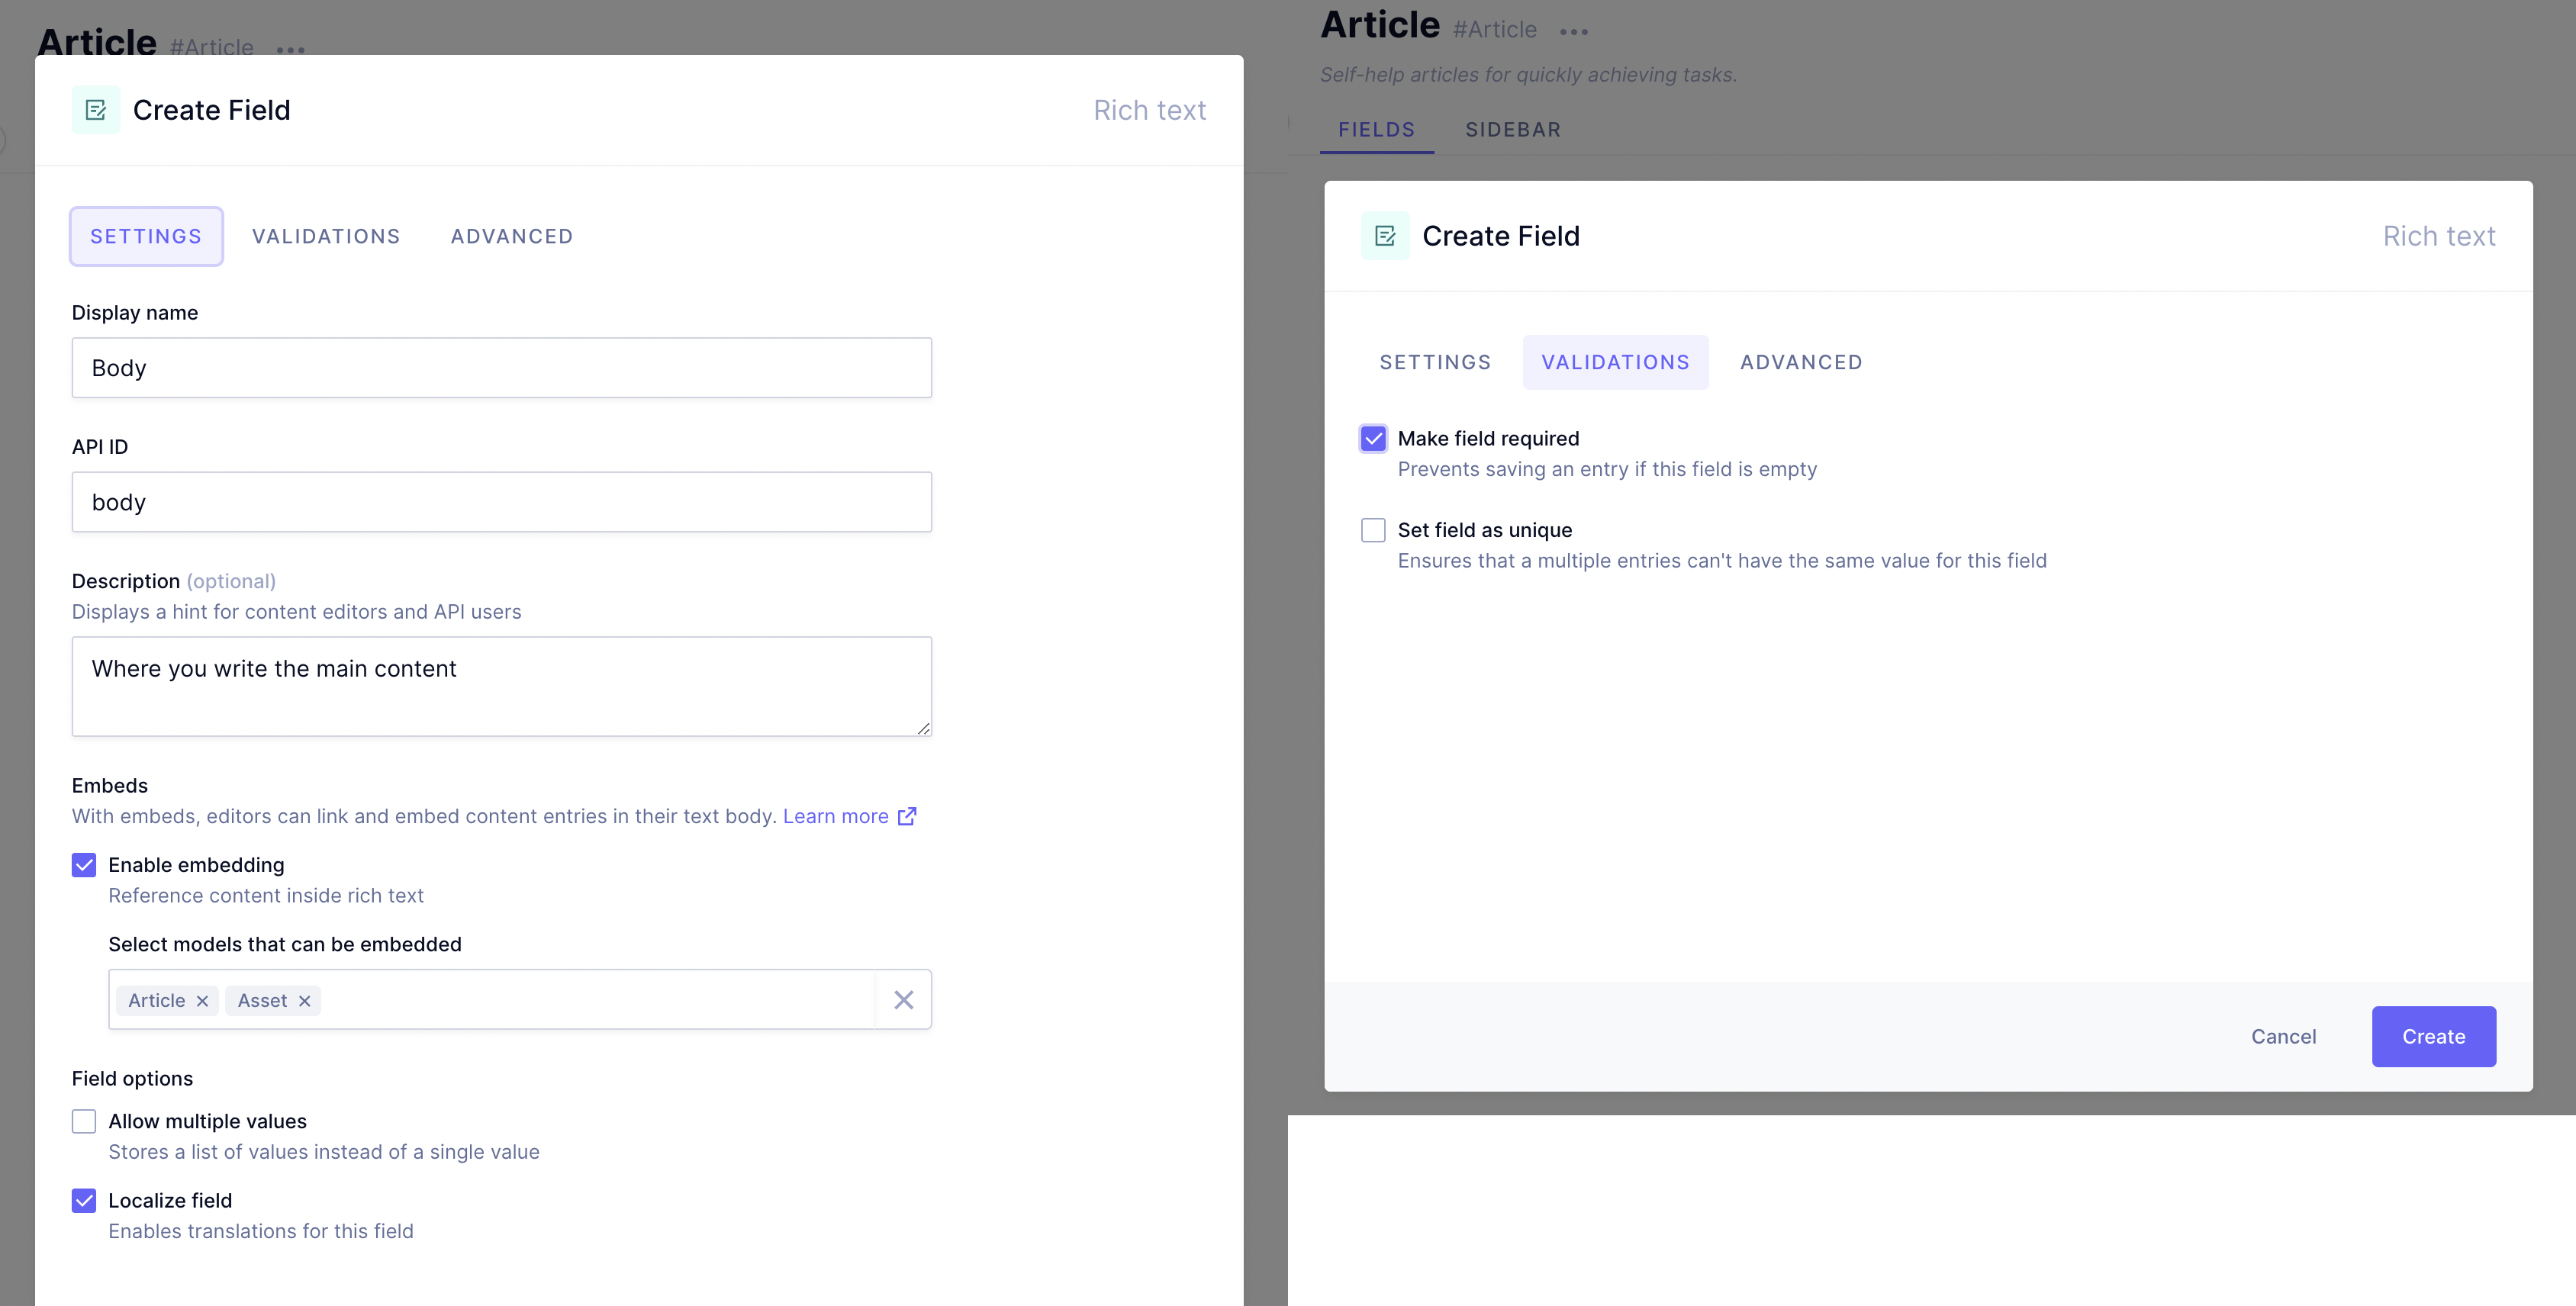 Article #Article
Create Field
Rich text
SETTINGS VALIDATIONS ADVANCED
Display name
Body
API ID
body
Description (optional)
Displays a hint for content editors and API users
Where you write the main content
Embeds
With embeds, editors can link and embed content entries in their text body. Learn more
Enable embedding
Reference content inside rich text
Select models that can be embedded
Article Asset
Field options
Allow multiple values
Stores a list of values instead of a single value
Localize field
Enables translations for this field
Article #Article
Self-help articles for quickly achieving tasks.
FIELDS SIDEBAR
Create Field
Rich text
SETTINGS VALIDATIONS ADVANCED
Make field required
Prevents saving an entry if this field is empty
Set field as unique
Ensures that a multiple entries can't have the same value for this field
Cancel Create